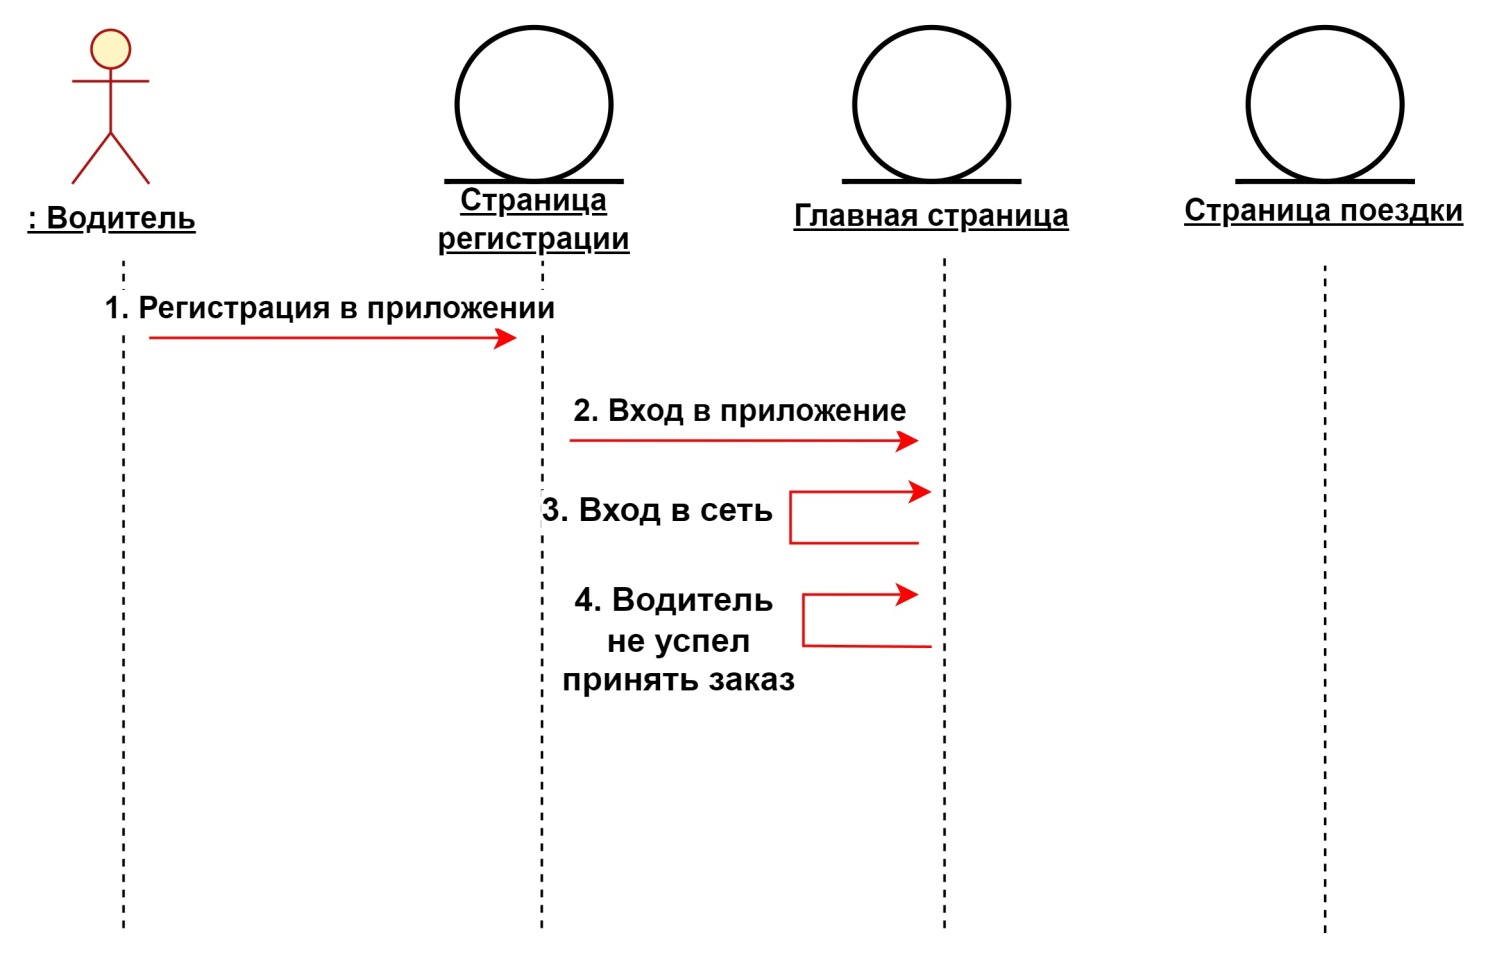 : Водитель
Страница
регистрации
Главная страница
Страница поездки
1. Регистрация в приложении
2. Вход в приложение
3. Вход в сеть
4. Водитель
не успел
принять заказ